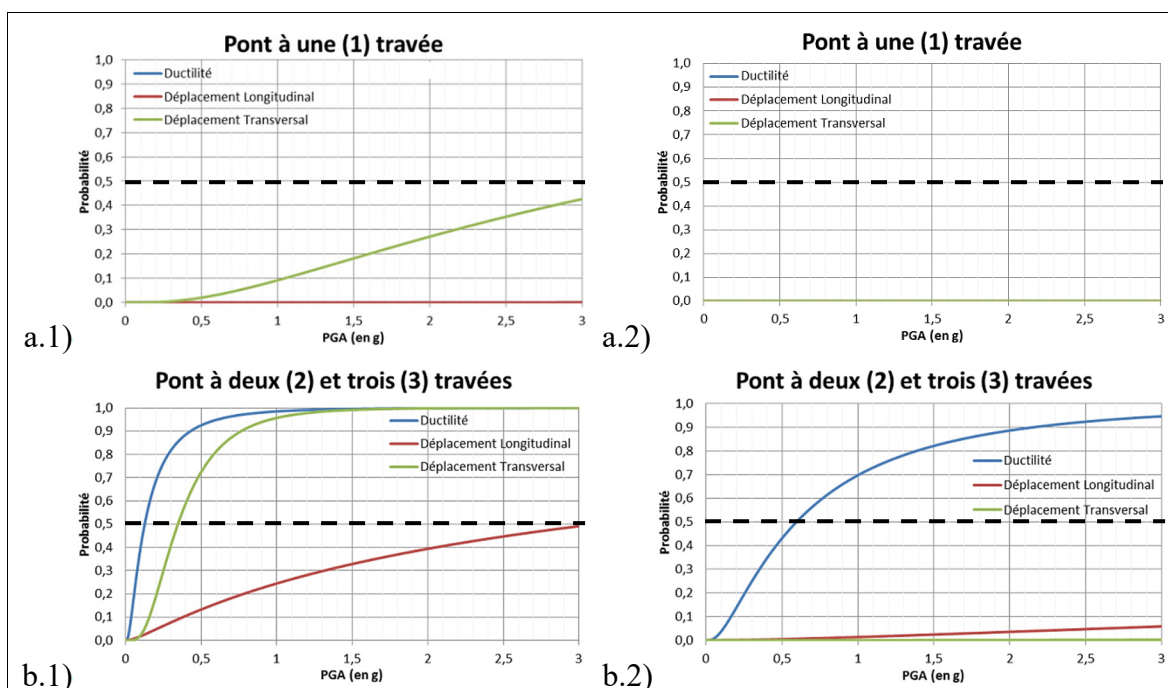 Pont à une (1) travée
Probabilité
1,0
0,9
0,8
0,7
0,6
0,5
0,4
0,3
0,2
0,1
0,0
Ductilité
Déplacement Longitudinal
Déplacement Transversal
0 0,5 1 1,5 2 2,5 3
PGA (en g)
a.1)
Pont à une (1) travée
Probabilité
1,0
0,9
0,8
0,7
0,6
0,5
0,4
0,3
0,2
0,1
0,0
Ductilité
Déplacement Longitudinal
Déplacement Transversal
0 0,5 1 1,5 2 2,5 3
PGA (en g)
a.2)
Pont à deux (2) et trois (3) travées
Probabilité
1,0
0,9
0,8
0,7
0,6
0,5
0,4
0,3
0,2
0,1
0,0
Ductilité
Déplacement Longitudinal
Déplacement Transversal
0 0,5 1 1,5 2 2,5 3
PGA (en g)
b.1)
Pont à deux (2) et trois (3) travées
Probabilité
1,0
0,9
0,8
0,7
0,6
0,5
0,4
0,3
0,2
0,1
0,0
Ductilité
Déplacement Longitudinal
Déplacement Transversal
0 0,5 1 1,5 2 2,5 3
PGA (en g)
b.2)